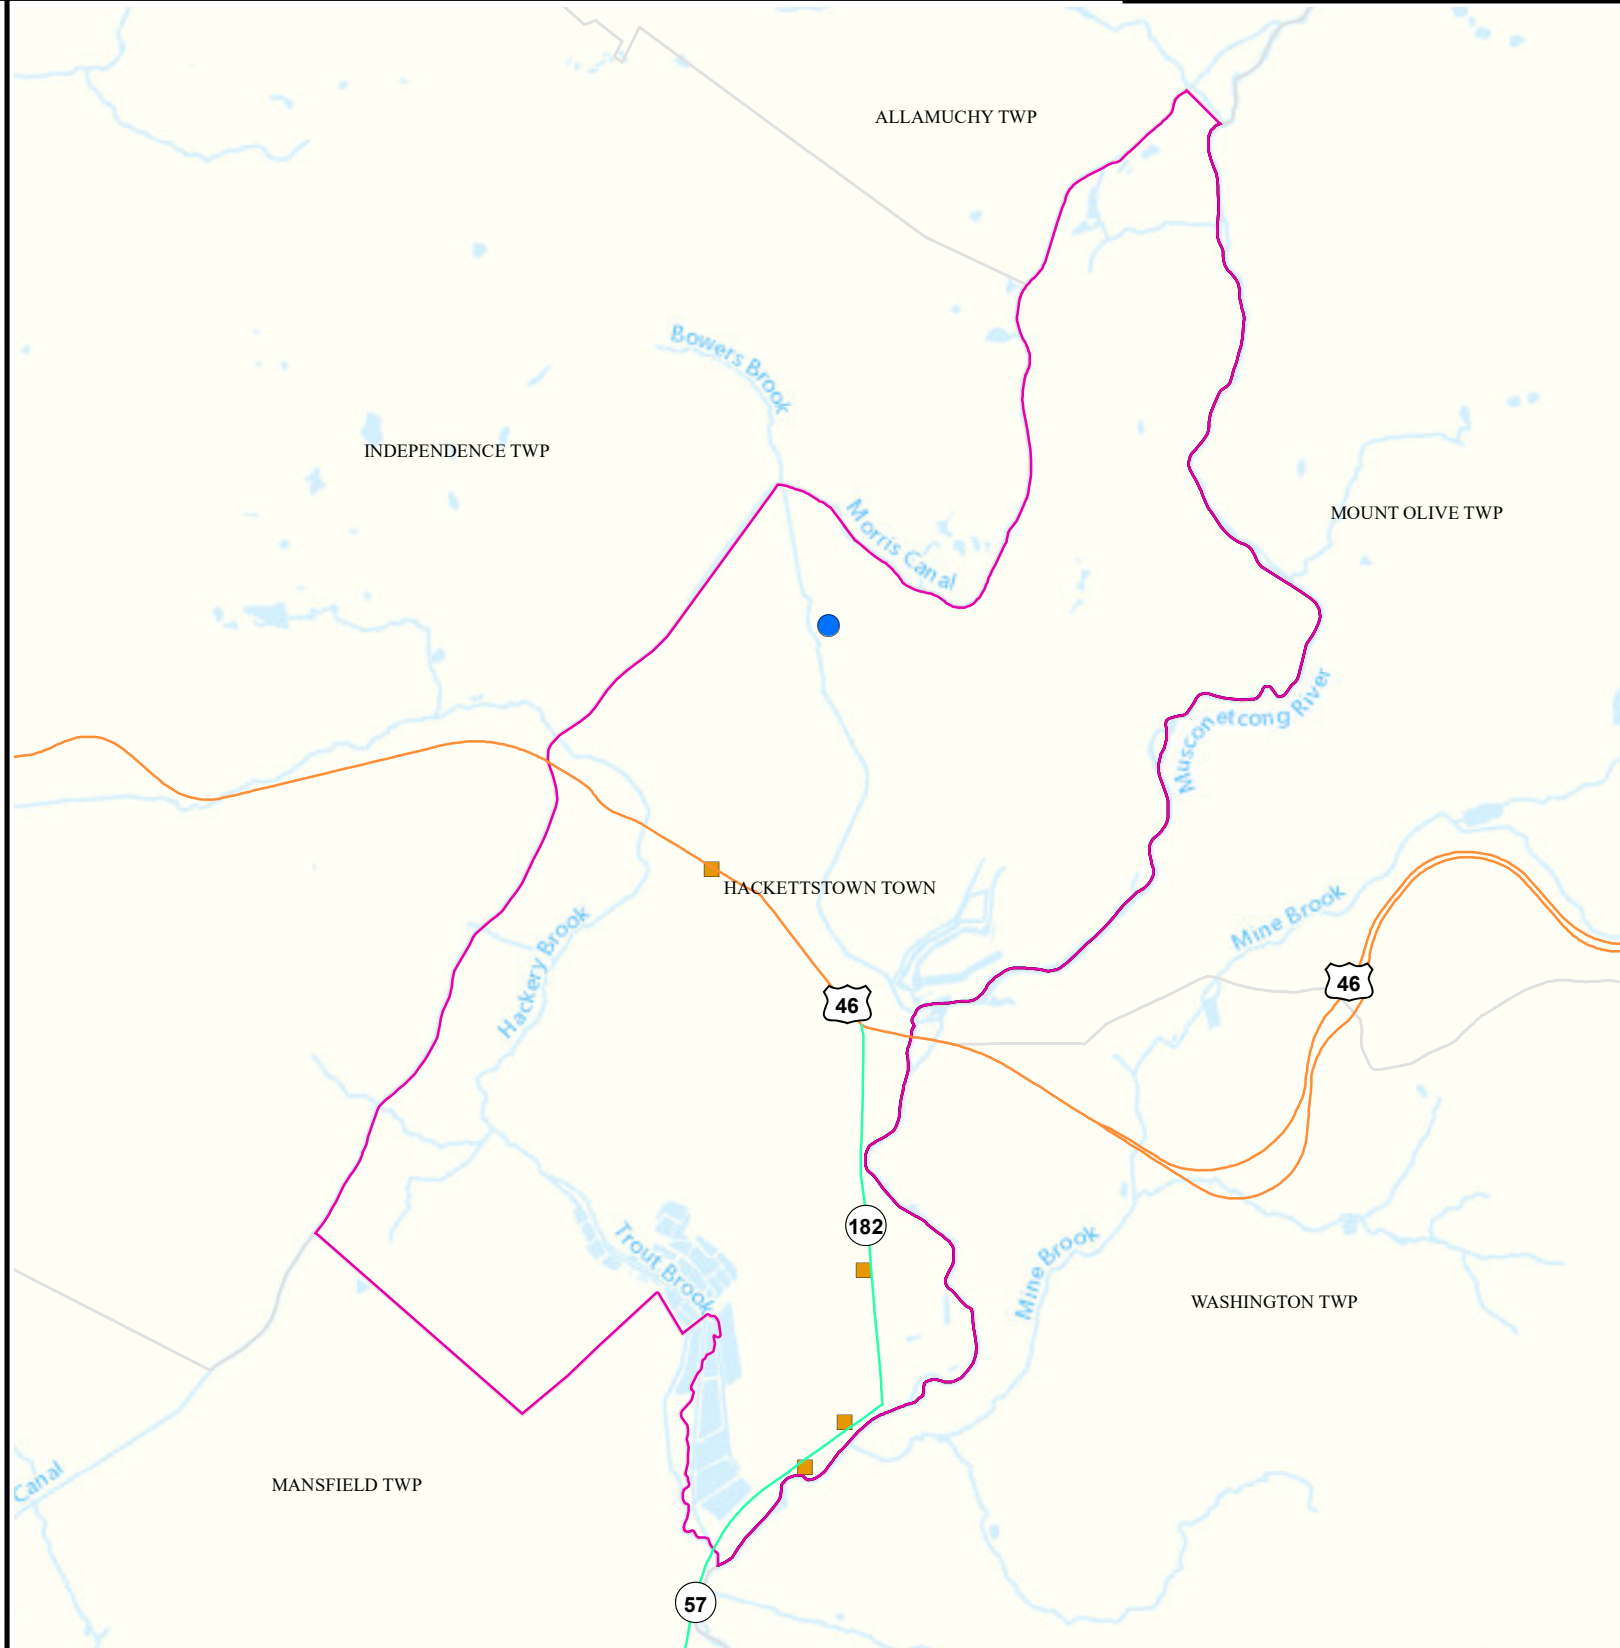 ALLAMUCHY TWP
Bowers Brook
INDEPENDENCE TWP
Morris Canal
MOUNT OLIVE TWP
Musconetcong River
HACKETTSTOWN TOWN
Mine Brook
Hackery Brook
46
46
182
Trout Brook
Mine Brook
WASHINGTON TWP
MANSFIELD TWP
Canal
57